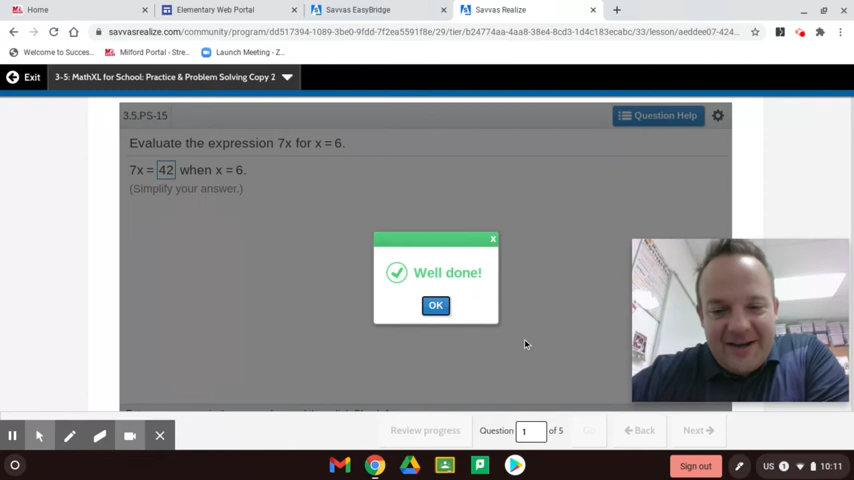 Home
Elementary Web Portal
Savvas EasyBridge
Savvas Realize
savvasrealize.com/community/program/dd517394-1089-3be0-9fdd-7f2ea5591f8e/29/tier/b24774aa-4aa8-38e4-8cd3-1d4c183ecabc/33/lesson/aeddee07-424...
Welcome to Succes...
Milford Portal - Stre...
Launch Meeting - Z...
Exit
3-5: MathXL for School: Practice & Problem Solving Copy 2
3.5.PS-15
Question Help
Evaluate the expression 7x for x = 6.
7x = 42 when x = 6.
(Simplify your answer.)
x
Well done!
OK
Review progress
Question 1 of 5
Go
Back
Next
Sign out
US
1
10:11